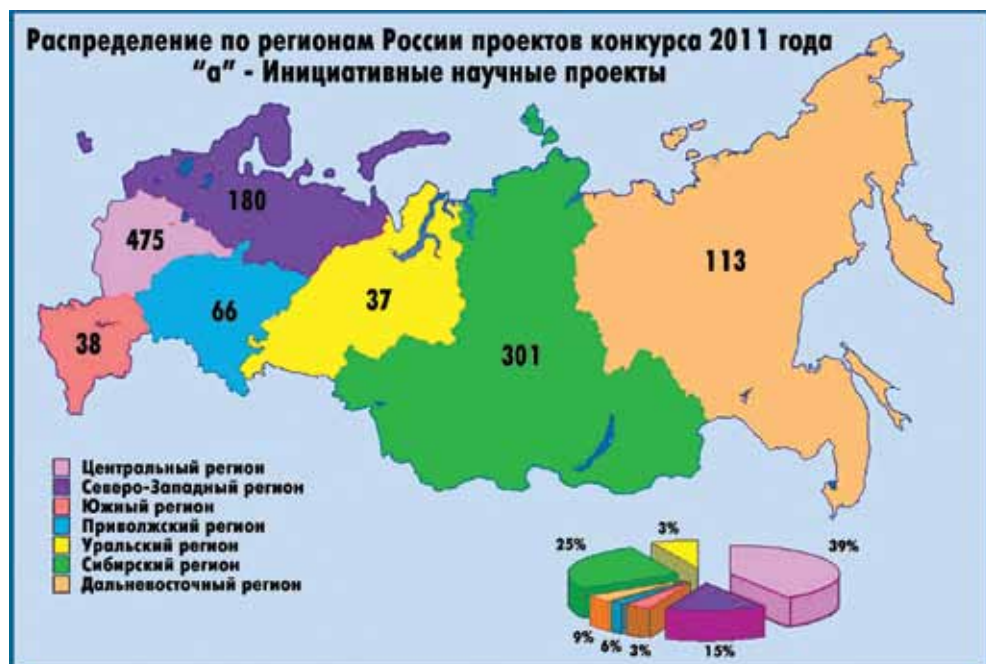 Распределение по регионам России проектов конкурса 2011 года
“а” - Инициативные научные проекты
180
475
113
66
37
38
301
Центральный регион
Северо-Западный регион
Южный регион
Приволжский регион
Уральский регион
Сибирский регион
Дальневосточный регион
3%
25%
39%
9%
6%
3%
15%